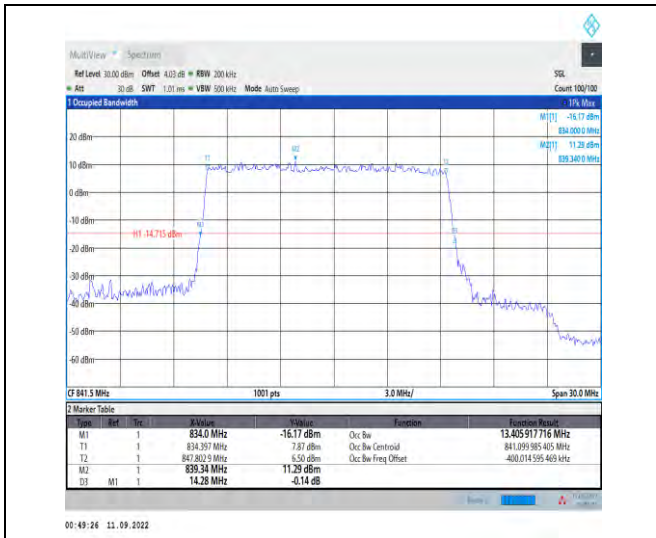 MultiView Spectrum
Ref Level 30.00 dBm Offset 4.03 dB RBW 200 kHz SGL
Att 30 dB SWT 1.01 ms VBW 500 kHz Mode Auto Sweep Count 100/100
1 Occupied Bandwidth 1Pk Max
M1[1] -16.17 dBm
834.0000 MHz
M2[1] 11.29 dBm
839.3400 MHz
20 dBm
10 dBm
0 dBm
-10 dBm
H1 -14.715 dBm
-20 dBm
-30 dBm
-40 dBm
-50 dBm
-60 dBm
T1
M2
T2
M1
CF 841.5 MHz 1001 pts 3.0 MHz/ Span 30.0 MHz
2 Marker Table
Type Ref Trc X-Value Y-Value Function Function Result
M1 1 834.0 MHz -16.17 dBm Occ Bw 13.405 917 716 MHz
T1 1 834.397 MHz 7.87 dBm Occ Bw Centroid 841.099 985 405 MHz
T2 1 847.802 9 MHz 6.50 dBm Occ Bw Freq Offset -400.014 595 469 kHz
M2 1 839.34 MHz 11.29 dBm
D3 M1 1 14.28 MHz -0.14 dB
00:49:26 11.09.2022